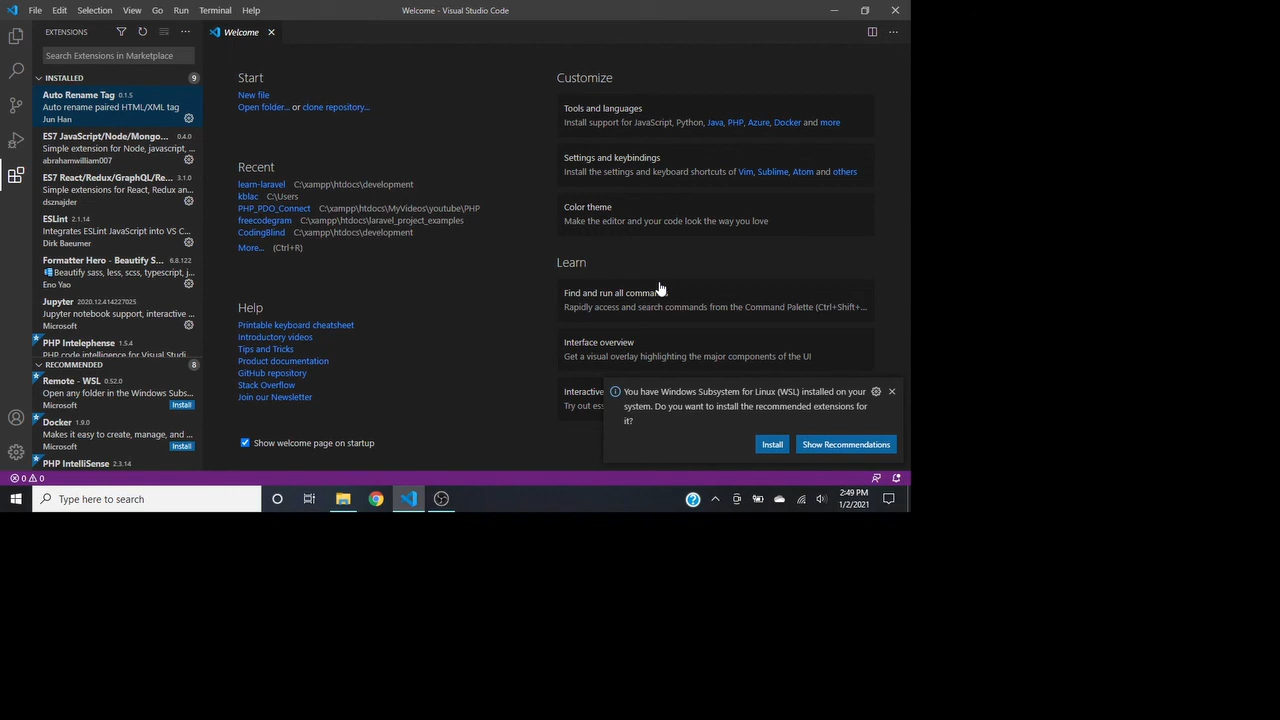 File Edit Selection View Go Run Terminal Help
Welcome - Visual Studio Code
EXTENSIONS
Search Extensions in Marketplace
INSTALLED 9
Auto Rename Tag 0.1.5
Auto rename paired HTML/XML tag
Jun Han
ES7 JavaScript/Node/Mongo... 0.4.0
Simple extension for Node, javascript, ...
abrahamwilliam007
ES7 React/Redux/GraphQL/Re... 3.1.0
Simple extensions for React, Redux an...
dsznajder
ESLint 2.1.14
Integrates ESLint JavaScript into VS C...
Dirk Baeumer
Formatter Hero - Beautify S... 6.8.122
Beautify sass, less, scss, typescript, j...
Eno Yao
Jupyter 2020.12.414227025
Jupyter notebook support, interactive ...
Microsoft
PHP Intelephense 1.5.4
PHP code intelligence for Visual Studi...
RECOMMENDED 8
Remote - WSL 0.52.0
Open any folder in the Windows Subs...
Microsoft Install
Docker 1.9.0
Makes it easy to create, manage, and ...
Microsoft Install
PHP IntelliSense 2.3.14
Welcome
Start
New file
Open folder... or clone repository...
Recent
learn-laravel C:\xampp\htdocs\development
kblac C:\Users
PHP_PDO_Connect C:\xampp\htdocs\MyVideos\youtube\PHP
freecodegram C:\xampp\htdocs\laravel_project_examples
CodingBlind C:\xampp\htdocs\development
More... (Ctrl+R)
Help
Printable keyboard cheatsheet
Introductory videos
Tips and Tricks
Product documentation
GitHub repository
Stack Overflow
Join our Newsletter
Show welcome page on startup
Customize
Tools and languages
Install support for JavaScript, Python, Java, PHP, Azure, Docker and more
Settings and keybindings
Install the settings and keyboard shortcuts of Vim, Sublime, Atom and others
Color theme
Make the editor and your code look the way you love
Learn
Find and run all comman
Rapidly access and search commands from the Command Palette (Ctrl+Shift+...
Interface overview
Get a visual overlay highlighting the major components of the UI
Interactive
Try out ess
You have Windows Subsystem for Linux (WSL) installed on your
system. Do you want to install the recommended extensions for
it?
Install Show Recommendations
0 0
Type here to search
2:49 PM
1/2/2021